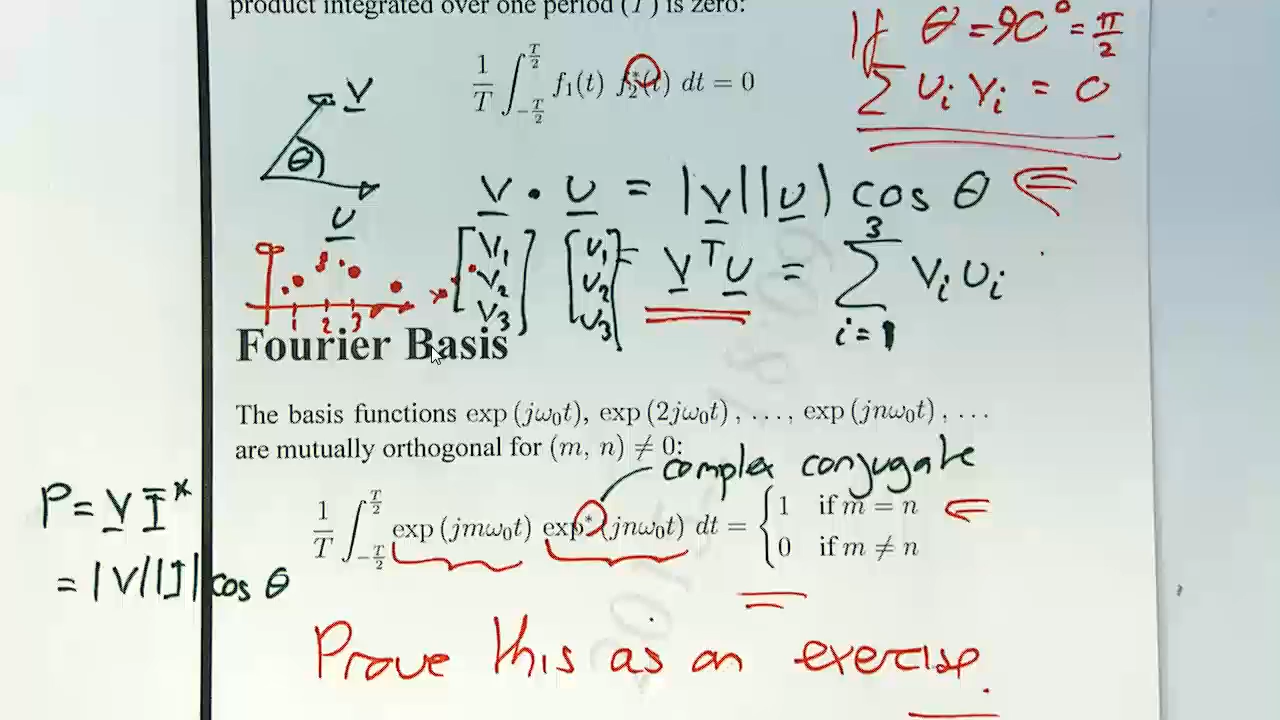 product integrated over one period (T) is zero:
If θ = 90° = π/2
1/T ∫_{-T/2}^{T/2} f₁(t) f₂*(t) dt = 0
Σ Uᵢ Vᵢ = 0
V
θ
U
V · U = |V||U| cos θ
[V₁ V₂ V₃] [U₁ U₂ U₃] = VᵀU = Σ_{i=1}^{3} Vᵢ Uᵢ
1 2 3
Fourier Basis
The basis functions exp (jω₀t), exp (2jω₀t) , . . . , exp (jnω₀t) , . . .
are mutually orthogonal for (m, n) ≠ 0:
complex conjugate
P = V I*
= |V||I| cos θ
1/T ∫_{-T/2}^{T/2} exp (jmω₀t) exp* (jnω₀t) dt = { 1 if m = n
0 if m ≠ n
Prove this as an exercise.